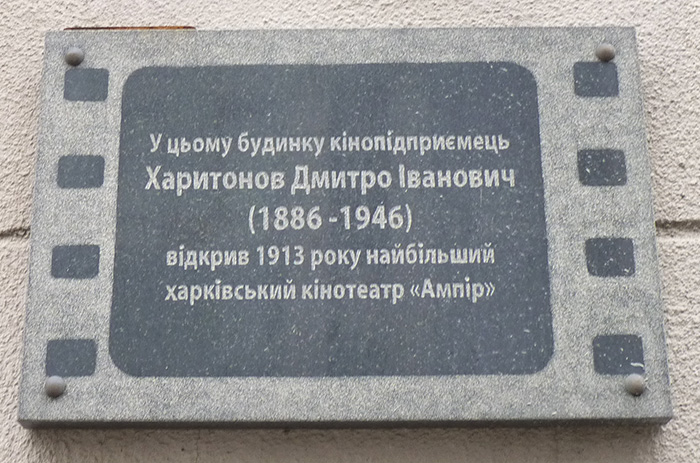 У цьому будинку кінопідприємець
Харитонов Дмитро Іванович
(1886 -1946)
відкрив 1913 року найбільший
харківський кінотеатр «Ампір»